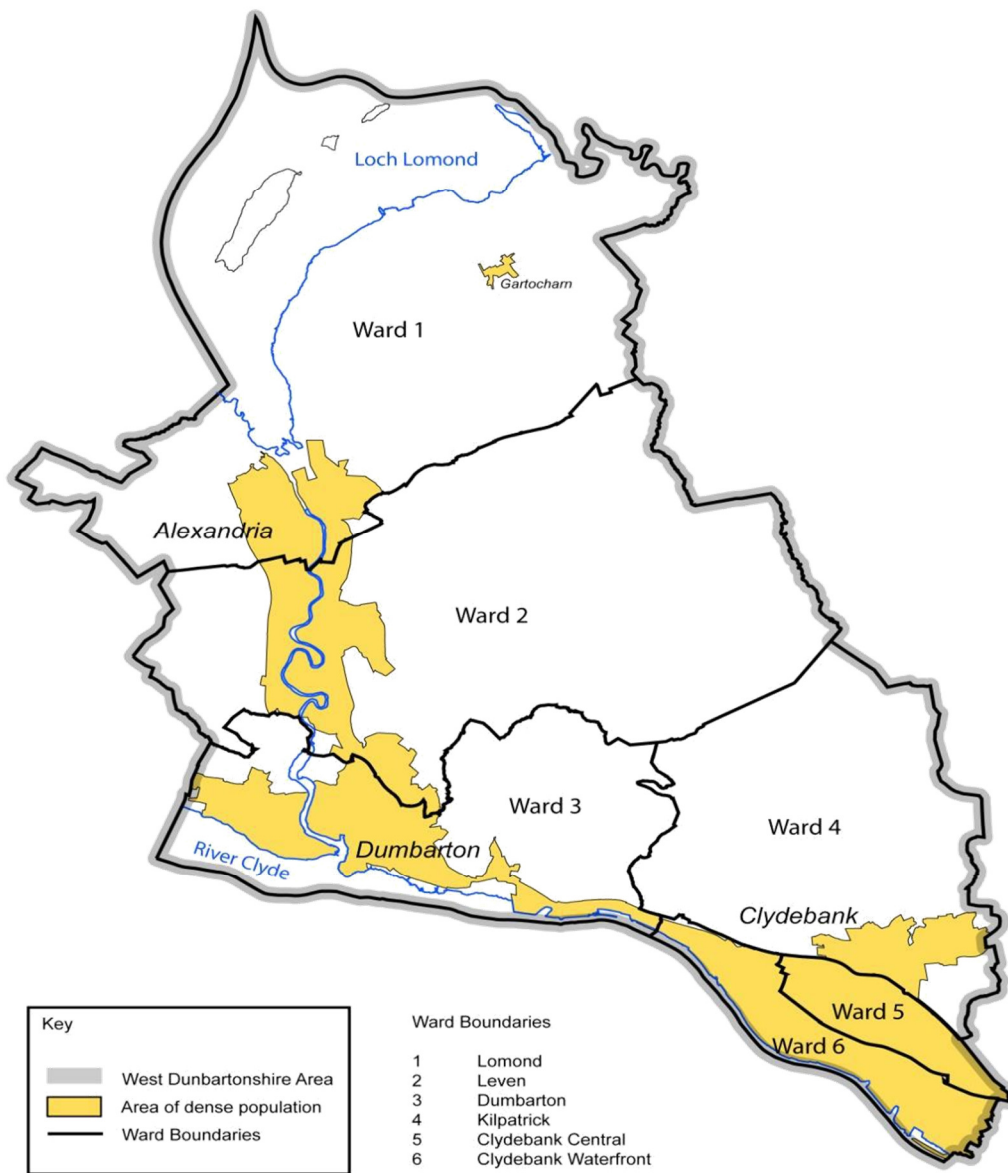 Loch Lomond
Gartocharn
Ward 1
Alexandria
Ward 2
Ward 3
Ward 4
Dumbarton
River Clyde
Clydebank
Ward 5
Ward 6
Key
West Dunbartonshire Area
Area of dense population
Ward Boundaries
Ward Boundaries
1 Lomond
2 Leven
3 Dumbarton
4 Kilpatrick
5 Clydebank Central
6 Clydebank Waterfront